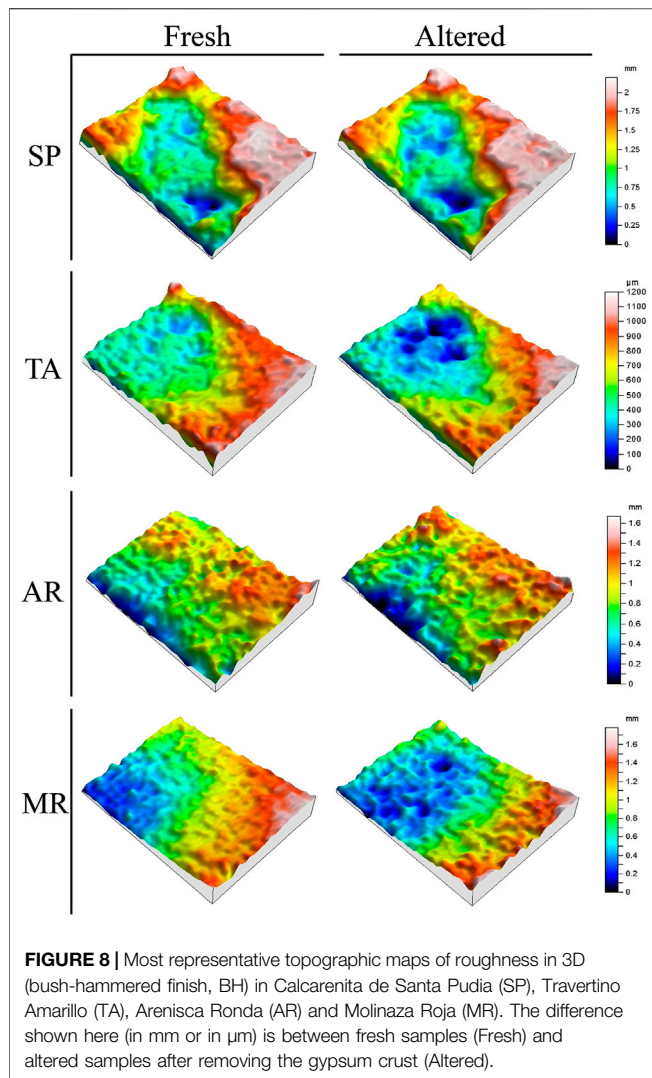 Fresh Altered
SP
mm
2
1.75
1.5
1.25
1
0.75
0.5
0.25
0
TA
µm
1200
1100
1000
900
800
700
600
500
400
300
200
100
0
AR
mm
1.6
1.4
1.2
1
0.8
0.6
0.4
0.2
0
MR
mm
1.6
1.4
1.2
1
0.8
0.6
0.4
0.2
0
FIGURE 8 | Most representative topographic maps of roughness in 3D
(bush-hammered finish, BH) in Calcarenita de Santa Pudia (SP), Travertino
Amarillo (TA), Arenisca Ronda (AR) and Molinaza Roja (MR). The difference
shown here (in mm or in µm) is between fresh samples (Fresh) and
altered samples after removing the gypsum crust (Altered).